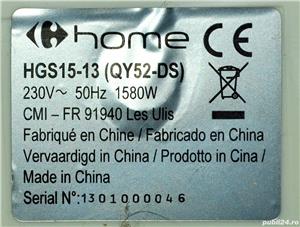 home
HGS15-13 (QY52-DS)
230V~ 50Hz 1580W
CMI – FR 91940 Les Ulis
Fabriqué en Chine / Fabricado en China
Vervaardigd in China / Prodotto in Cina /
Made in China
Serial N°:1301000046
publi24.ro